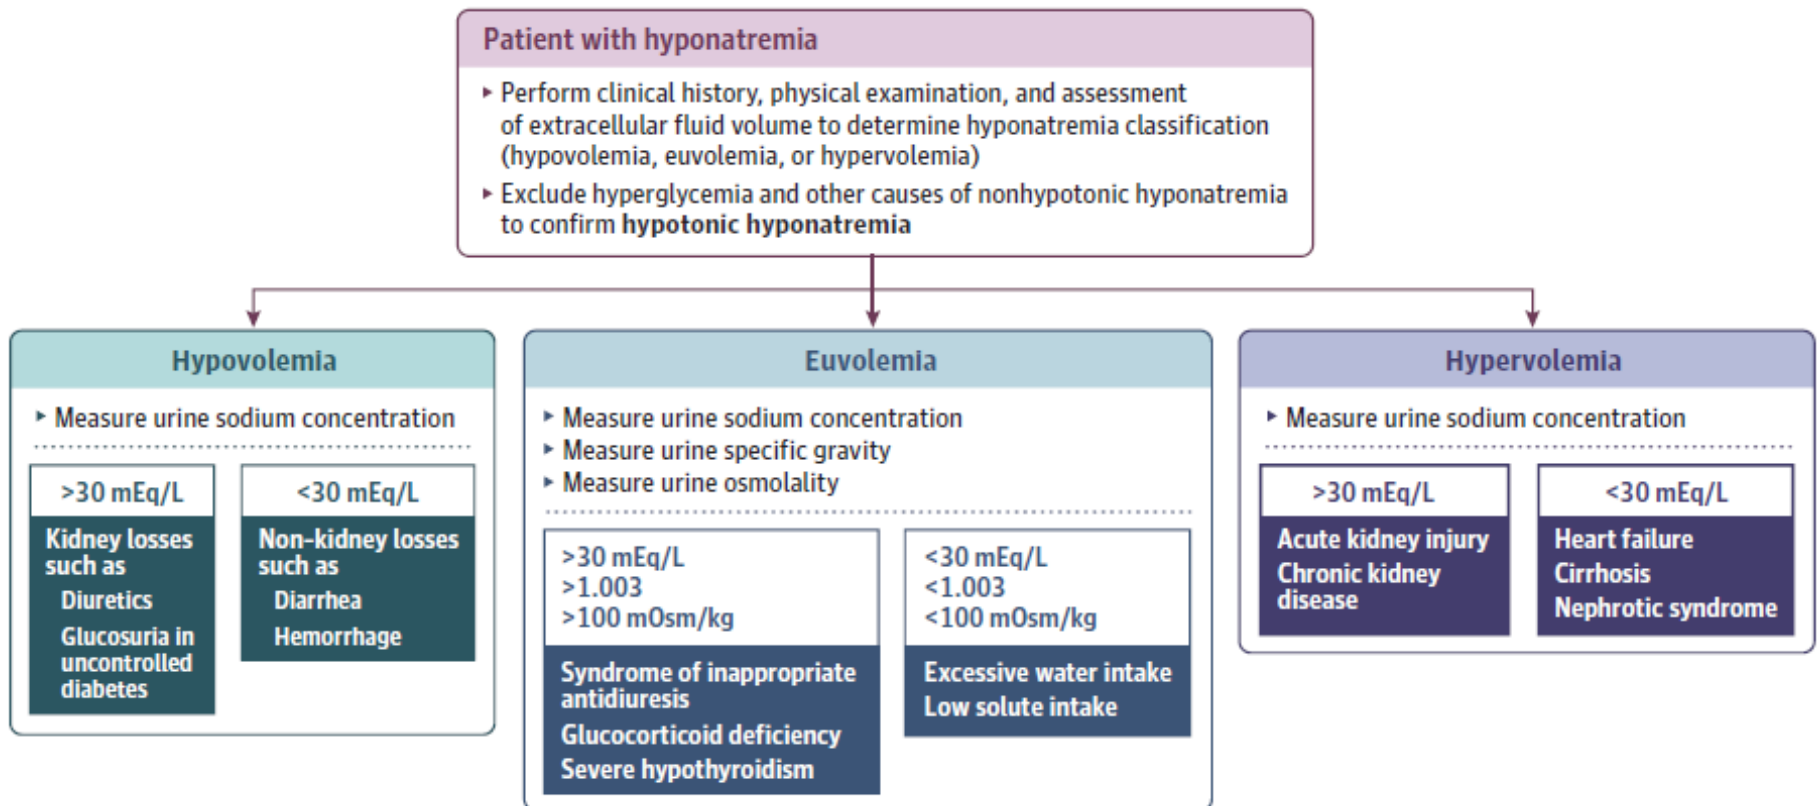 Patient with hyponatremia
▸ Perform clinical history, physical examination, and assessment
of extracellular fluid volume to determine hyponatremia classification
(hypovolemia, euvolemia, or hypervolemia)
▸ Exclude hyperglycemia and other causes of nonhypotonic hyponatremia
to confirm hypotonic hyponatremia
Hypovolemia
▸ Measure urine sodium concentration
>30 mEq/L
Kidney losses
such as
Diuretics
Glucosuria in
uncontrolled
diabetes
<30 mEq/L
Non–kidney losses
such as
Diarrhea
Hemorrhage
Euvolemia
▸ Measure urine sodium concentration
▸ Measure urine specific gravity
▸ Measure urine osmolality
>30 mEq/L
>1.003
>100 mOsm/kg
Syndrome of inappropriate
antidiuresis
Glucocorticoid deficiency
Severe hypothyroidism
<30 mEq/L
<1.003
<100 mOsm/kg
Excessive water intake
Low solute intake
Hypervolemia
▸ Measure urine sodium concentration
>30 mEq/L
Acute kidney injury
Chronic kidney
disease
<30 mEq/L
Heart failure
Cirrhosis
Nephrotic syndrome